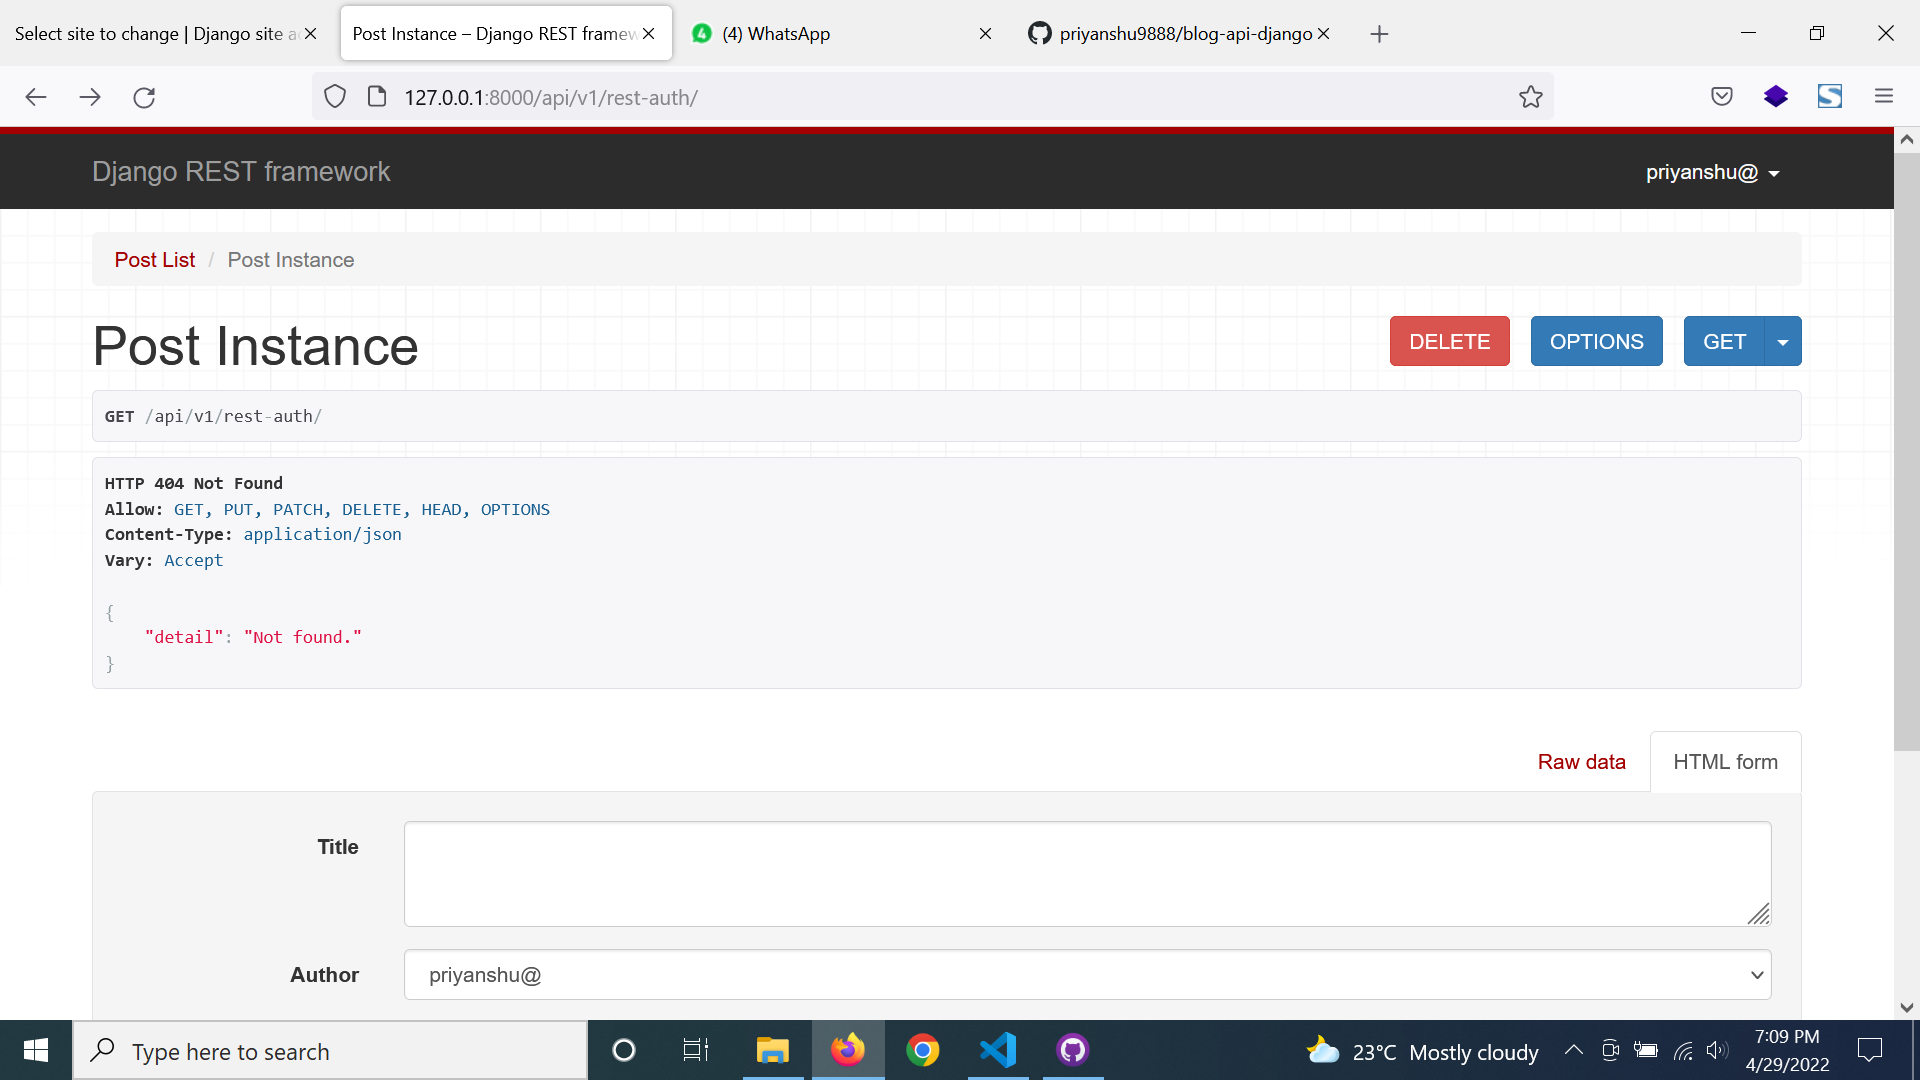 Select site to change | Django site a
Post Instance – Django REST framew
(4) WhatsApp
priyanshu9888/blog-api-django
127.0.0.1:8000/api/v1/rest-auth/
Django REST framework
priyanshu@
Post List / Post Instance
Post Instance
DELETE
OPTIONS
GET
GET /api/v1/rest-auth/
HTTP 404 Not Found
Allow: GET, PUT, PATCH, DELETE, HEAD, OPTIONS
Content-Type: application/json
Vary: Accept
{
"detail": "Not found."
}
Raw data
HTML form
Title
Author
priyanshu@
Type here to search
23°C Mostly cloudy
7:09 PM
4/29/2022